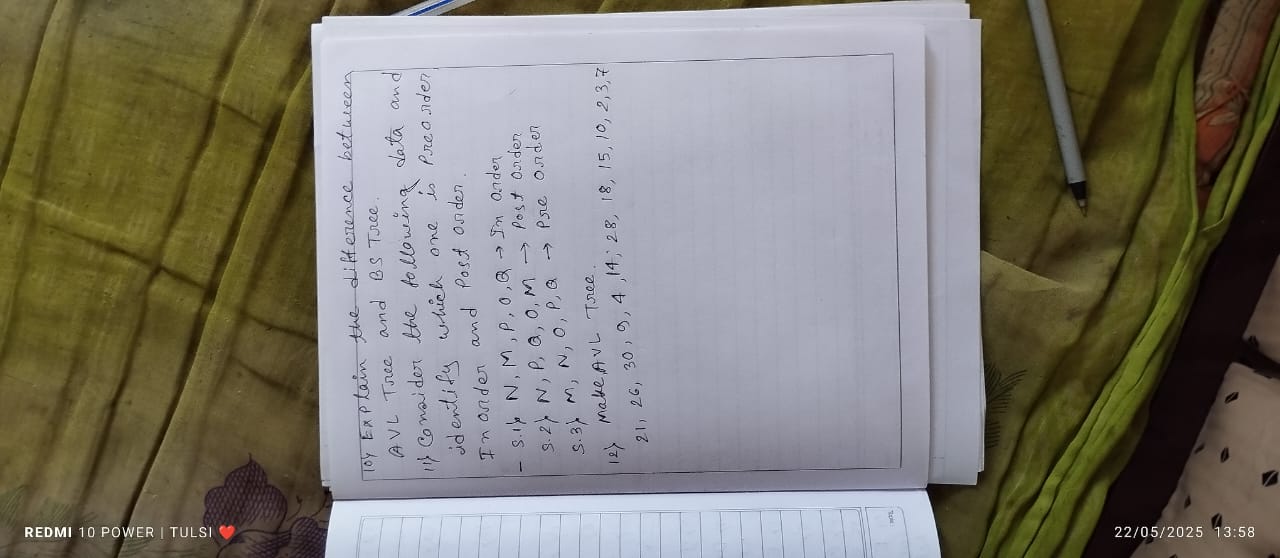 10) Explain the difference between
AVL Tree and BS Tree.
11) Consider the following data and
identify which one is Preorder
In order and Post order.
- S.1) N, M, P, O, Q → In Order
S.2) N, P, Q, O, M → Post Order
S.3) M, N, O, P, Q → Pre Order
12) Make AVL Tree.
21, 26, 30, 9, 4, 14, 28, 18, 15, 10, 2, 3, 7
REDMI 10 POWER | TULSI ❤
22/05/2025 13:58